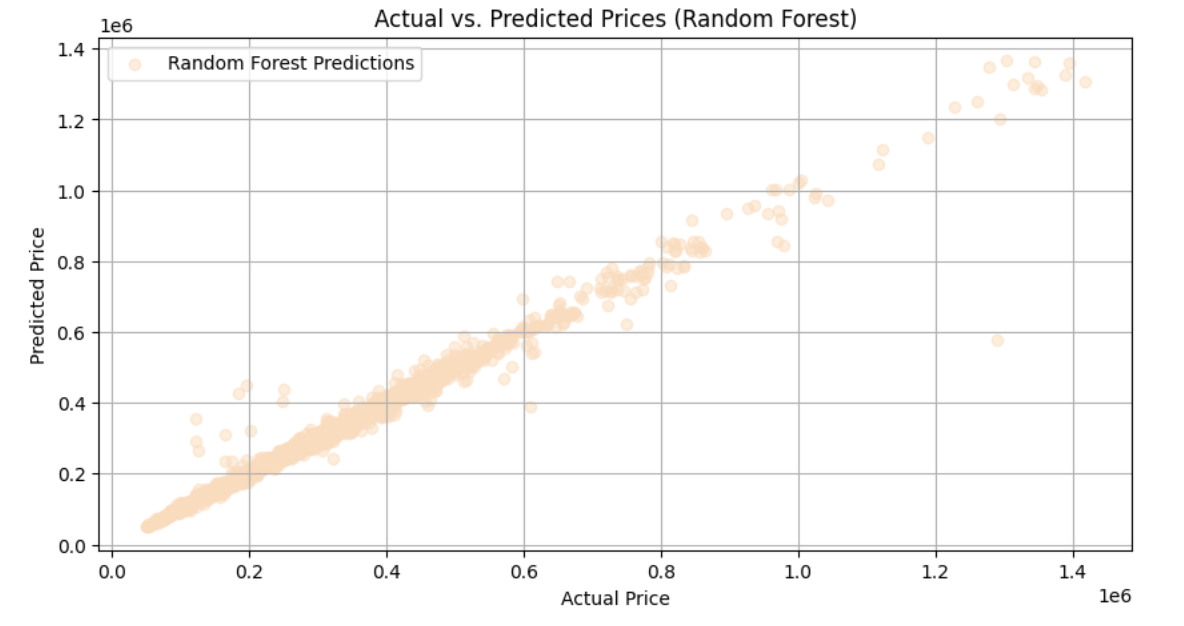 Actual vs. Predicted Prices (Random Forest)
1e6
1.4
1.2
1.0
0.8
0.6
0.4
0.2
0.0
Predicted Price
Random Forest Predictions
0.0 0.2 0.4 0.6 0.8 1.0 1.2 1.4
1e6
Actual Price